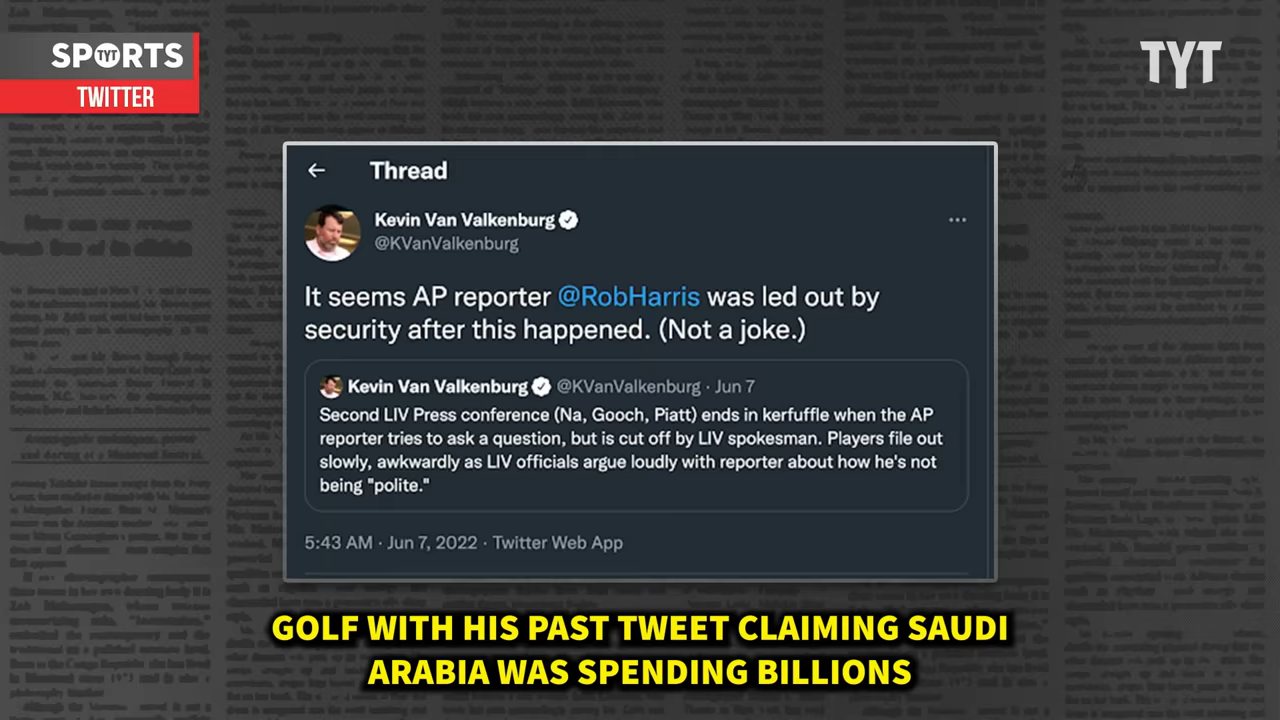 SPORTS
TYT
TWITTER
TYT
Thread
Kevin Van Valkenburg
@KVanValkenburg
It seems AP reporter @RobHarris was led out by
security after this happened. (Not a joke.)
Kevin Van Valkenburg @KVanValkenburg · Jun 7
Second LIV Press conference (Na, Gooch, Piatt) ends in kerfuffle when the AP
reporter tries to ask a question, but is cut off by LIV spokesman. Players file out
slowly, awkwardly as LIV officials argue loudly with reporter about how he's not
being "polite."
5:43 AM · Jun 7, 2022 · Twitter Web App
GOLF WITH HIS PAST TWEET CLAIMING SAUDI
ARABIA WAS SPENDING BILLIONS